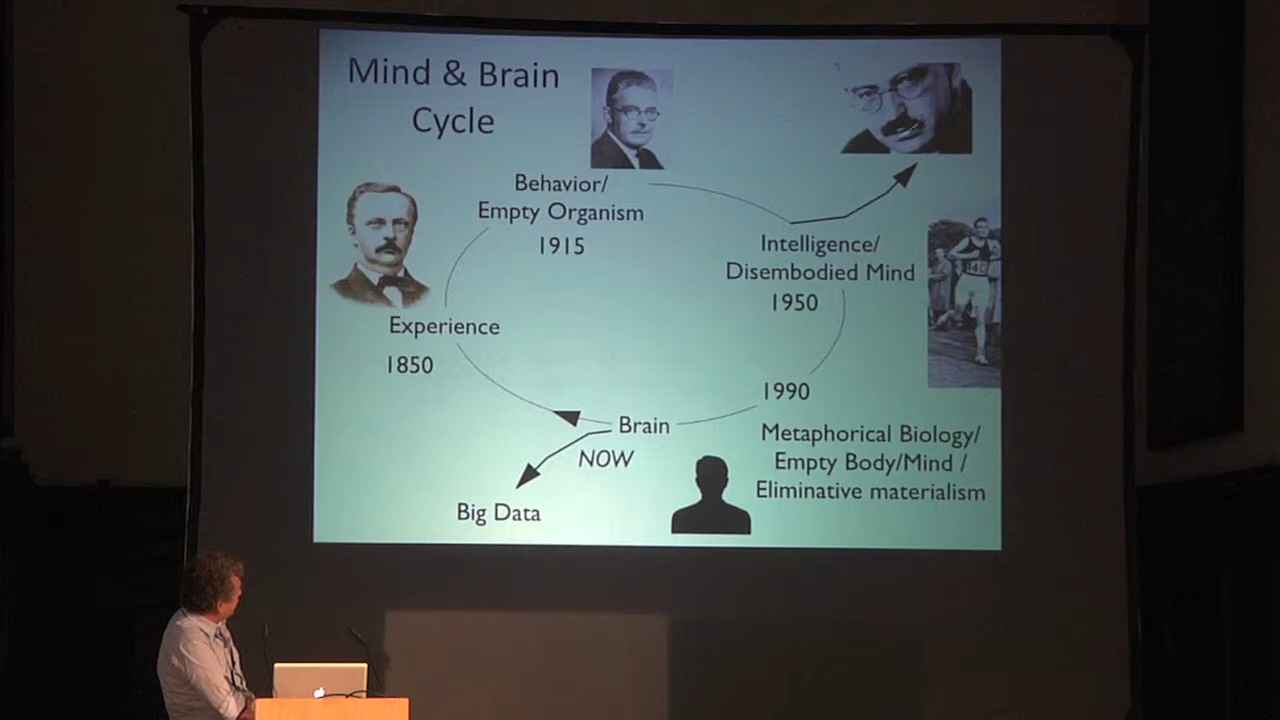 Mind & Brain
Cycle
Behavior/
Empty Organism
1915
Intelligence/
Disembodied Mind
1950
Experience
1850
1990
Brain
NOW
Metaphorical Biology/
Empty Body/Mind /
Eliminative materialism
Big Data